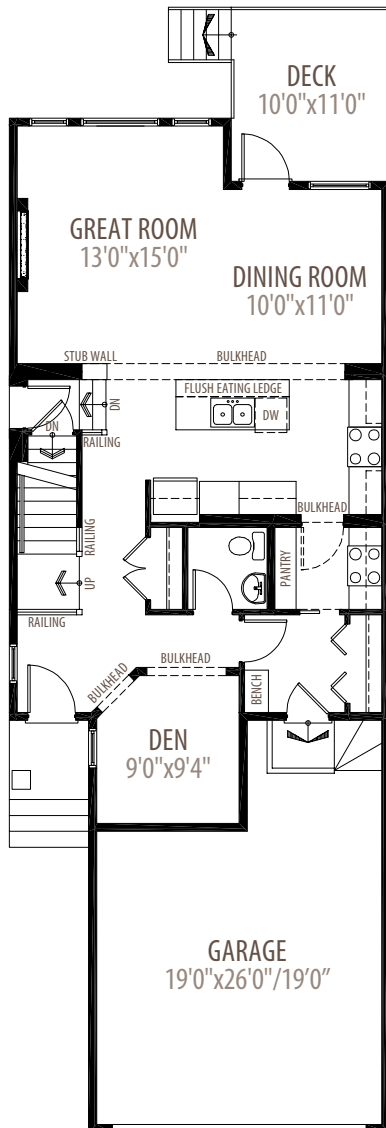 DECK
10'0"x11'0"
GREAT ROOM
13'0"x15'0"
DINING ROOM
10'0"x11'0"
STUB WALL
BULKHEAD
FLUSH EATING LEDGE
DW
DN
DN
RAILING
BULKHEAD
RAILING
PANTRY
UP
RAILING
BULKHEAD
BULKHEAD
BENCH
DEN
9'0"x9'4"
GARAGE
19'0"x26'0"/19'0”